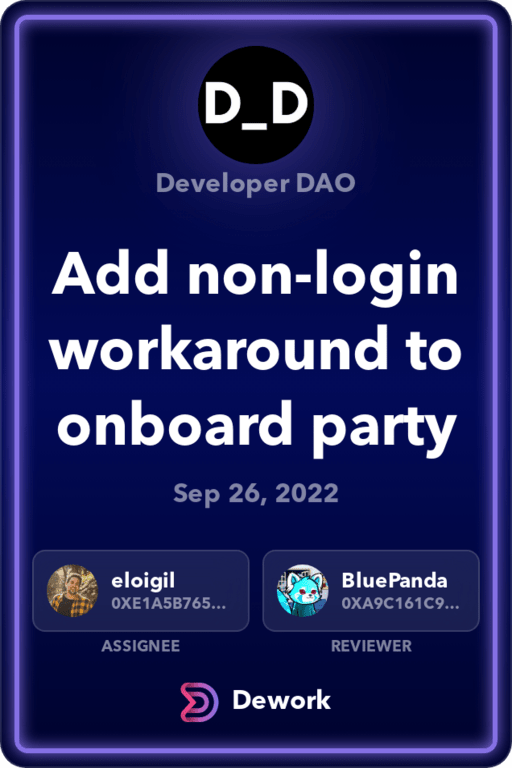 D_D
Developer DAO
Add non-login
workaround to
onboard party
Sep 26, 2022
eloigil
0XE1A5B765...
BluePanda
0XA9C161C9...
ASSIGNEE
REVIEWER
Dework